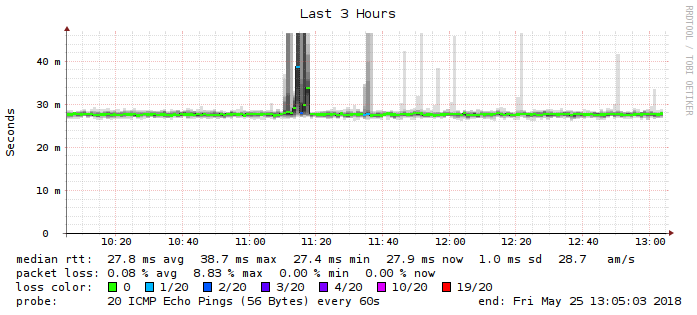 Last 3 Hours
RRDTOOL / TOBI OETIKER
Seconds
40 m
30 m
20 m
10 m
0
10:20 10:40 11:00 11:20 11:40 12:00 12:20 12:40 13:00
median rtt: 27.8 ms avg 38.7 ms max 27.4 ms min 27.9 ms now 1.0 ms sd 28.7 am/s
packet loss: 0.08 % avg 8.83 % max 0.00 % min 0.00 % now
loss color: 0 1/20 2/20 3/20 4/20 10/20 19/20
probe: 20 ICMP Echo Pings (56 Bytes) every 60s end: Fri May 25 13:05:03 2018